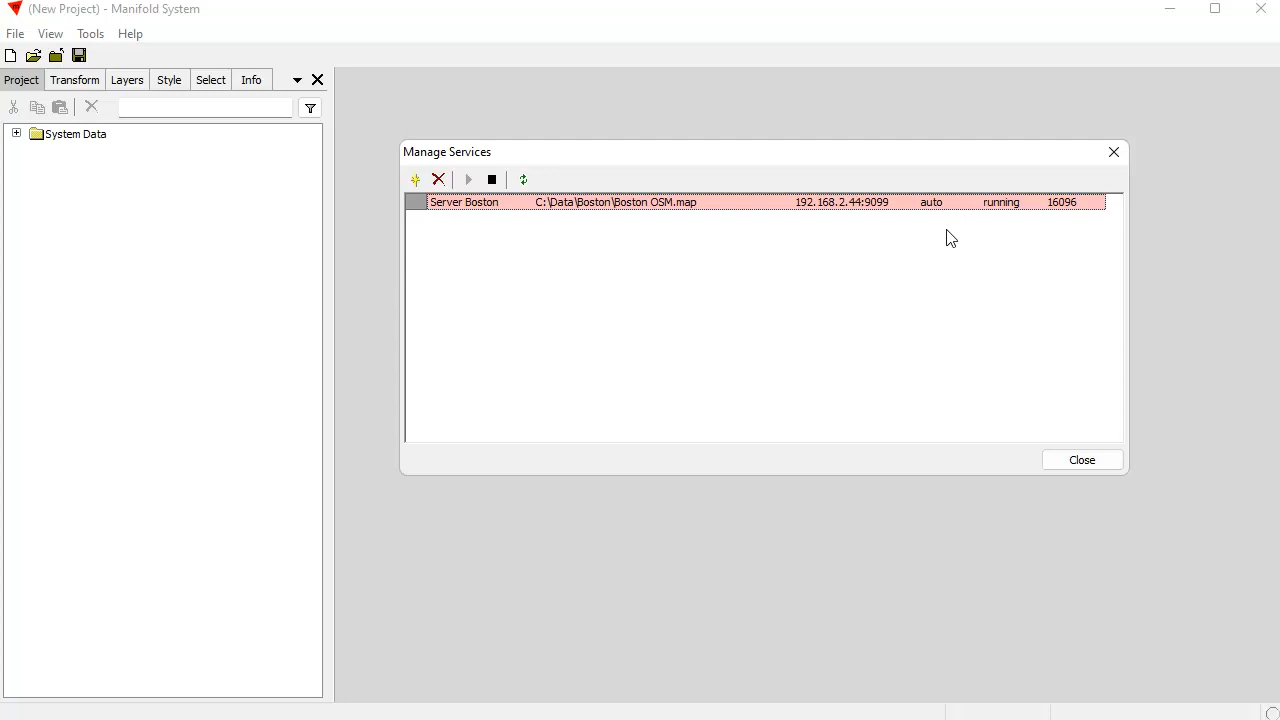 (New Project) - Manifold System
File View Tools Help
Project Transform Layers Style Select Info
System Data
Manage Services
Server Boston C:\Data\Boston\Boston OSM.map 192.168.2.44:9099 auto running 16096
Close